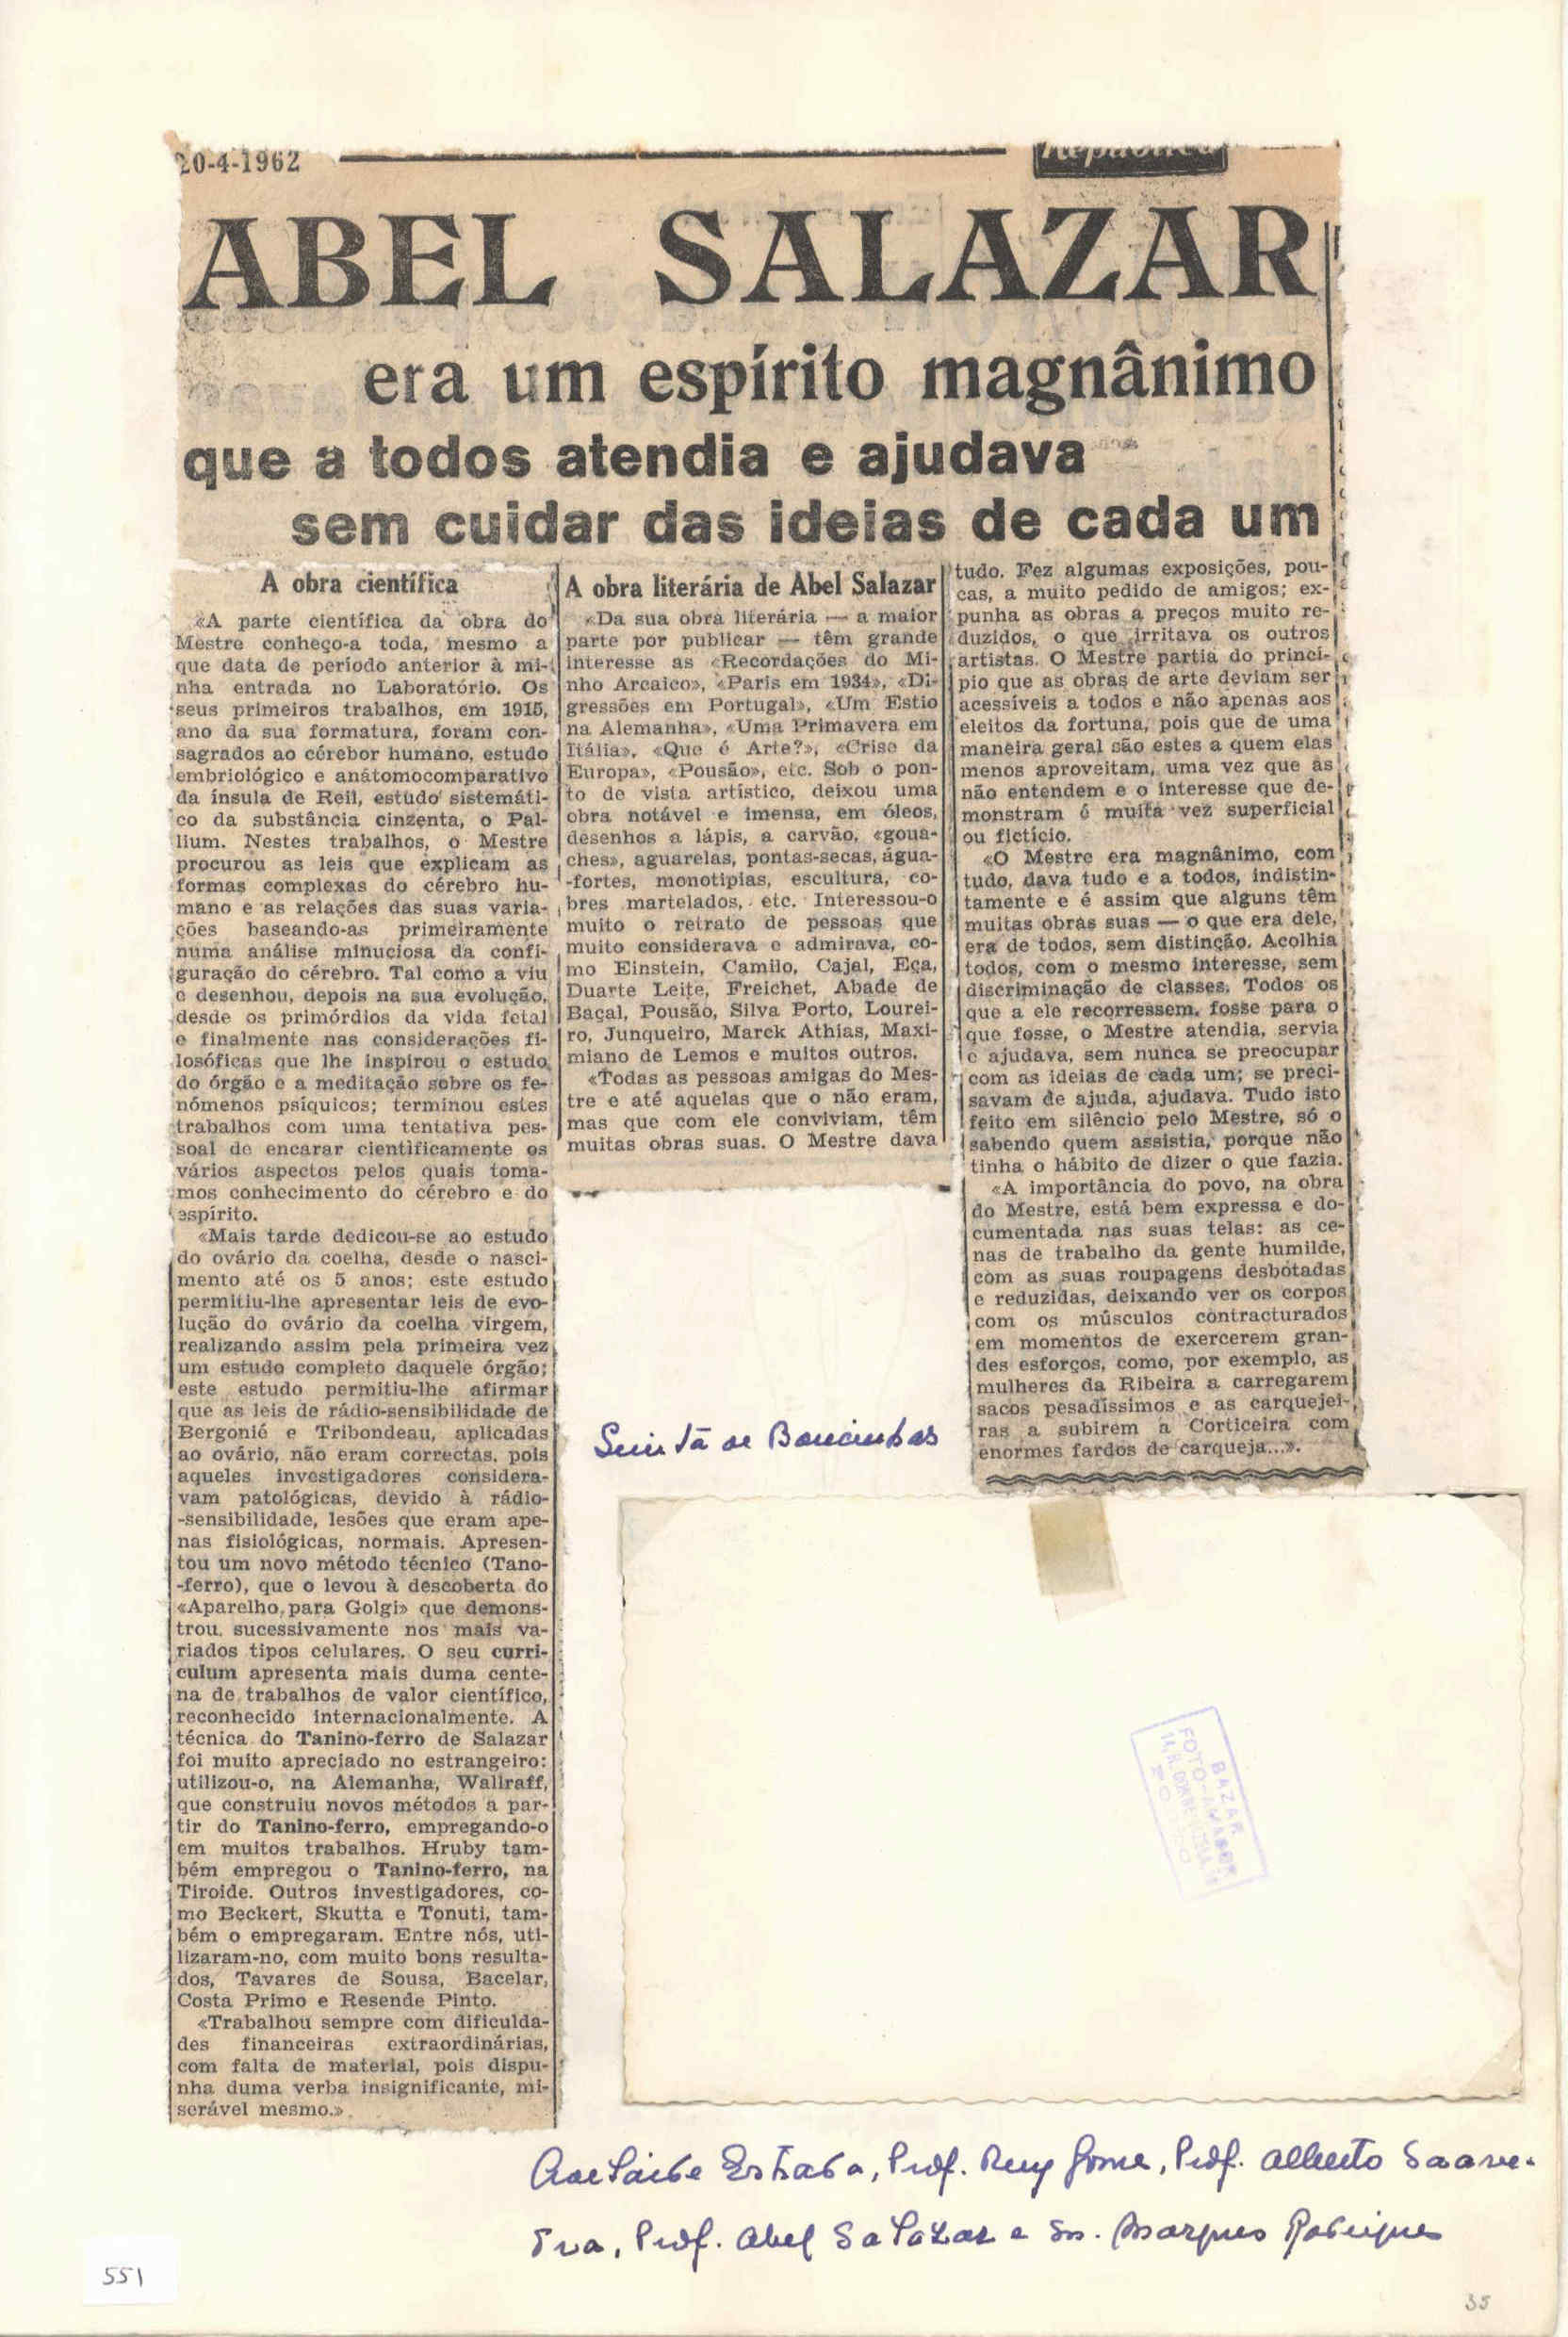 20-4-1962
República
ABEL SALAZAR
era um espírito magnânimo
que a todos atendia e ajudava
sem cuidar das ideias de cada um
A obra científica
«A parte científica da obra do
Mestre conheço-a toda, mesmo a
que data de período anterior à mi-
nha entrada no Laboratório. Os
seus primeiros trabalhos, em 1915,
ano da sua formatura, foram con-
sagrados ao cérebor humano, estudo
embriológico e anátomocomparativo
da ínsula de Reil, estudo sistemáti-
co da substância cinzenta, o Pal-
lium. Nestes trabalhos, o Mestre
procurou as leis que explicam as
formas complexas do cérebro hu-
mano e as relações das suas varia-
ções baseando-as primeiramente
numa análise minuciosa da confi-
guração do cérebro. Tal como a viu
e desenhou, depois na sua evolução,
desde os primórdios da vida fetal
e finalmente nas considerações fi-
losóficas que lhe inspirou o estudo
do órgão e a meditação sobre os fe-
nómenos psíquicos; terminou estes
trabalhos com uma tentativa pes-
soal de encarar cientìficamente os
vários aspectos pelos quais toma-
mos conhecimento do cérebro e do
espírito.
«Mais tarde dedicou-se ao estudo
do ovário da coelha, desde o nasci-
mento até os 5 anos; este estudo
permitiu-lhe apresentar leis de evo-
lução do ovário da coelha virgem,
realizando assim pela primeira vez
um estudo completo daquele órgão;
este estudo permitiu-lhe afirmar
que as leis de rádio-sensibilidade de
Bergonié e Tribondeau, aplicadas
ao ovário, não eram correctas, pois
aqueles investigadores considera-
vam patológicas, devido à rádio-
-sensibilidade, lesões que eram ape-
nas fisiológicas, normais. Apresen-
tou um novo método técnico (Tano-
-ferro), que o levou à descoberta do
«Aparelho para Golgi» que demons-
trou sucessivamente nos mais va-
riados tipos celulares. O seu curri-
culum apresenta mais duma cente-
na de trabalhos de valor científico,
reconhecido internacionalmente. A
técnica do Tanino-ferro de Salazar
foi muito apreciado no estrangeiro:
utilizou-o, na Alemanha, Wallraff,
que construiu novos métodos a par-
tir do Tanino-ferro, empregando-o
em muitos trabalhos. Hruby tam-
bém empregou o Tanino-ferro, na
Tiroide. Outros investigadores, co-
mo Beckert, Skutta e Tonuti, tam-
bém o empregaram. Entre nós, uti-
lizaram-no, com muito bons resulta-
dos, Tavares de Sousa, Bacelar,
Costa Primo e Resende Pinto.
«Trabalhou sempre com dificulda-
des financeiras extraordinárias,
com falta de material, pois dispu-
nha duma verba insignificante, mi-
serável mesmo.»
A obra literária de Abel Salazar
«Da sua obra literária — a maior
parte por publicar — têm grande
interesse as «Recordações do Mi-
nho Arcaico», «Paris em 1934», «Di-
gressões em Portugal», «Um Estio
na Alemanha», «Uma Primavera em
Itália», «Que é Arte?», «Crise da
Europa», «Pousão», etc. Sob o pon-
to de vista artístico, deixou uma
obra notável e imensa, em óleos,
desenhos a lápis, a carvão, «goua-
ches», aguarelas, pontas-secas, água-
-fortes, monotipias, escultura, co-
bres martelados, etc. Interessou-o
muito o retrato de pessoas que
muito considerava e admirava, co-
mo Einstein, Camilo, Cajal, Eça,
Duarte Leite, Freichet, Abade de
Baçal, Pousão, Silva Porto, Lourei-
ro, Junqueiro, Marck Athias, Maxi-
miano de Lemos e muitos outros.
«Todas as pessoas amigas do Mes-
tre e até aquelas que o não eram,
mas que com ele conviviam, têm
muitas obras suas. O Mestre dava
tudo. Fez algumas exposições, pou-
cas, a muito pedido de amigos; ex-
punha as obras a preços muito re-
duzidos, o que irritava os outros
artistas. O Mestre partia do princí-
pio que as obras de arte deviam ser
acessíveis a todos e não apenas aos
eleitos da fortuna, pois que de uma
maneira geral são estes a quem elas
menos aproveitam, uma vez que as
não entendem e o interesse que de-
monstram é muita vez superficial
ou fictício.
«O Mestre era magnânimo, com
tudo, dava tudo e a todos, indistin-
tamente e é assim que alguns têm
muitas obras suas — o que era dele,
era de todos, sem distinção. Acolhia
todos, com o mesmo interesse, sem
discriminação de classes. Todos os
que a ele recorressem, fosse para o
que fosse, o Mestre atendia, servia
e ajudava, sem nunca se preocupar
com as ideias de cada um; se preci-
savam de ajuda, ajudava. Tudo isto
feito em silêncio pelo Mestre, só o
sabendo quem assistia, porque não
tinha o hábito de dizer o que fazia.
«A importância do povo, na obra
do Mestre, está bem expressa e do-
cumentada nas suas telas: as ce-
nas de trabalho da gente humilde,
com as suas roupagens desbotadas
e reduzidas, deixando ver os corpos
com os músculos contracturados
em momentos de exercerem gran-
des esforços, como, por exemplo, as
mulheres da Ribeira a carregarem
sacos pesadíssimos e as carquejei-
ras a subirem a Corticeira com
enormes fardos de carqueja...».
Quintã de Boucinhas
BAZAR
FOTO-
Adelaide Estrada, Prof. Ruy Gomes, Prof. Alberto Saave-
dra, Prof. Abel Salazar e Sr. Marques Rodrigues
551
35